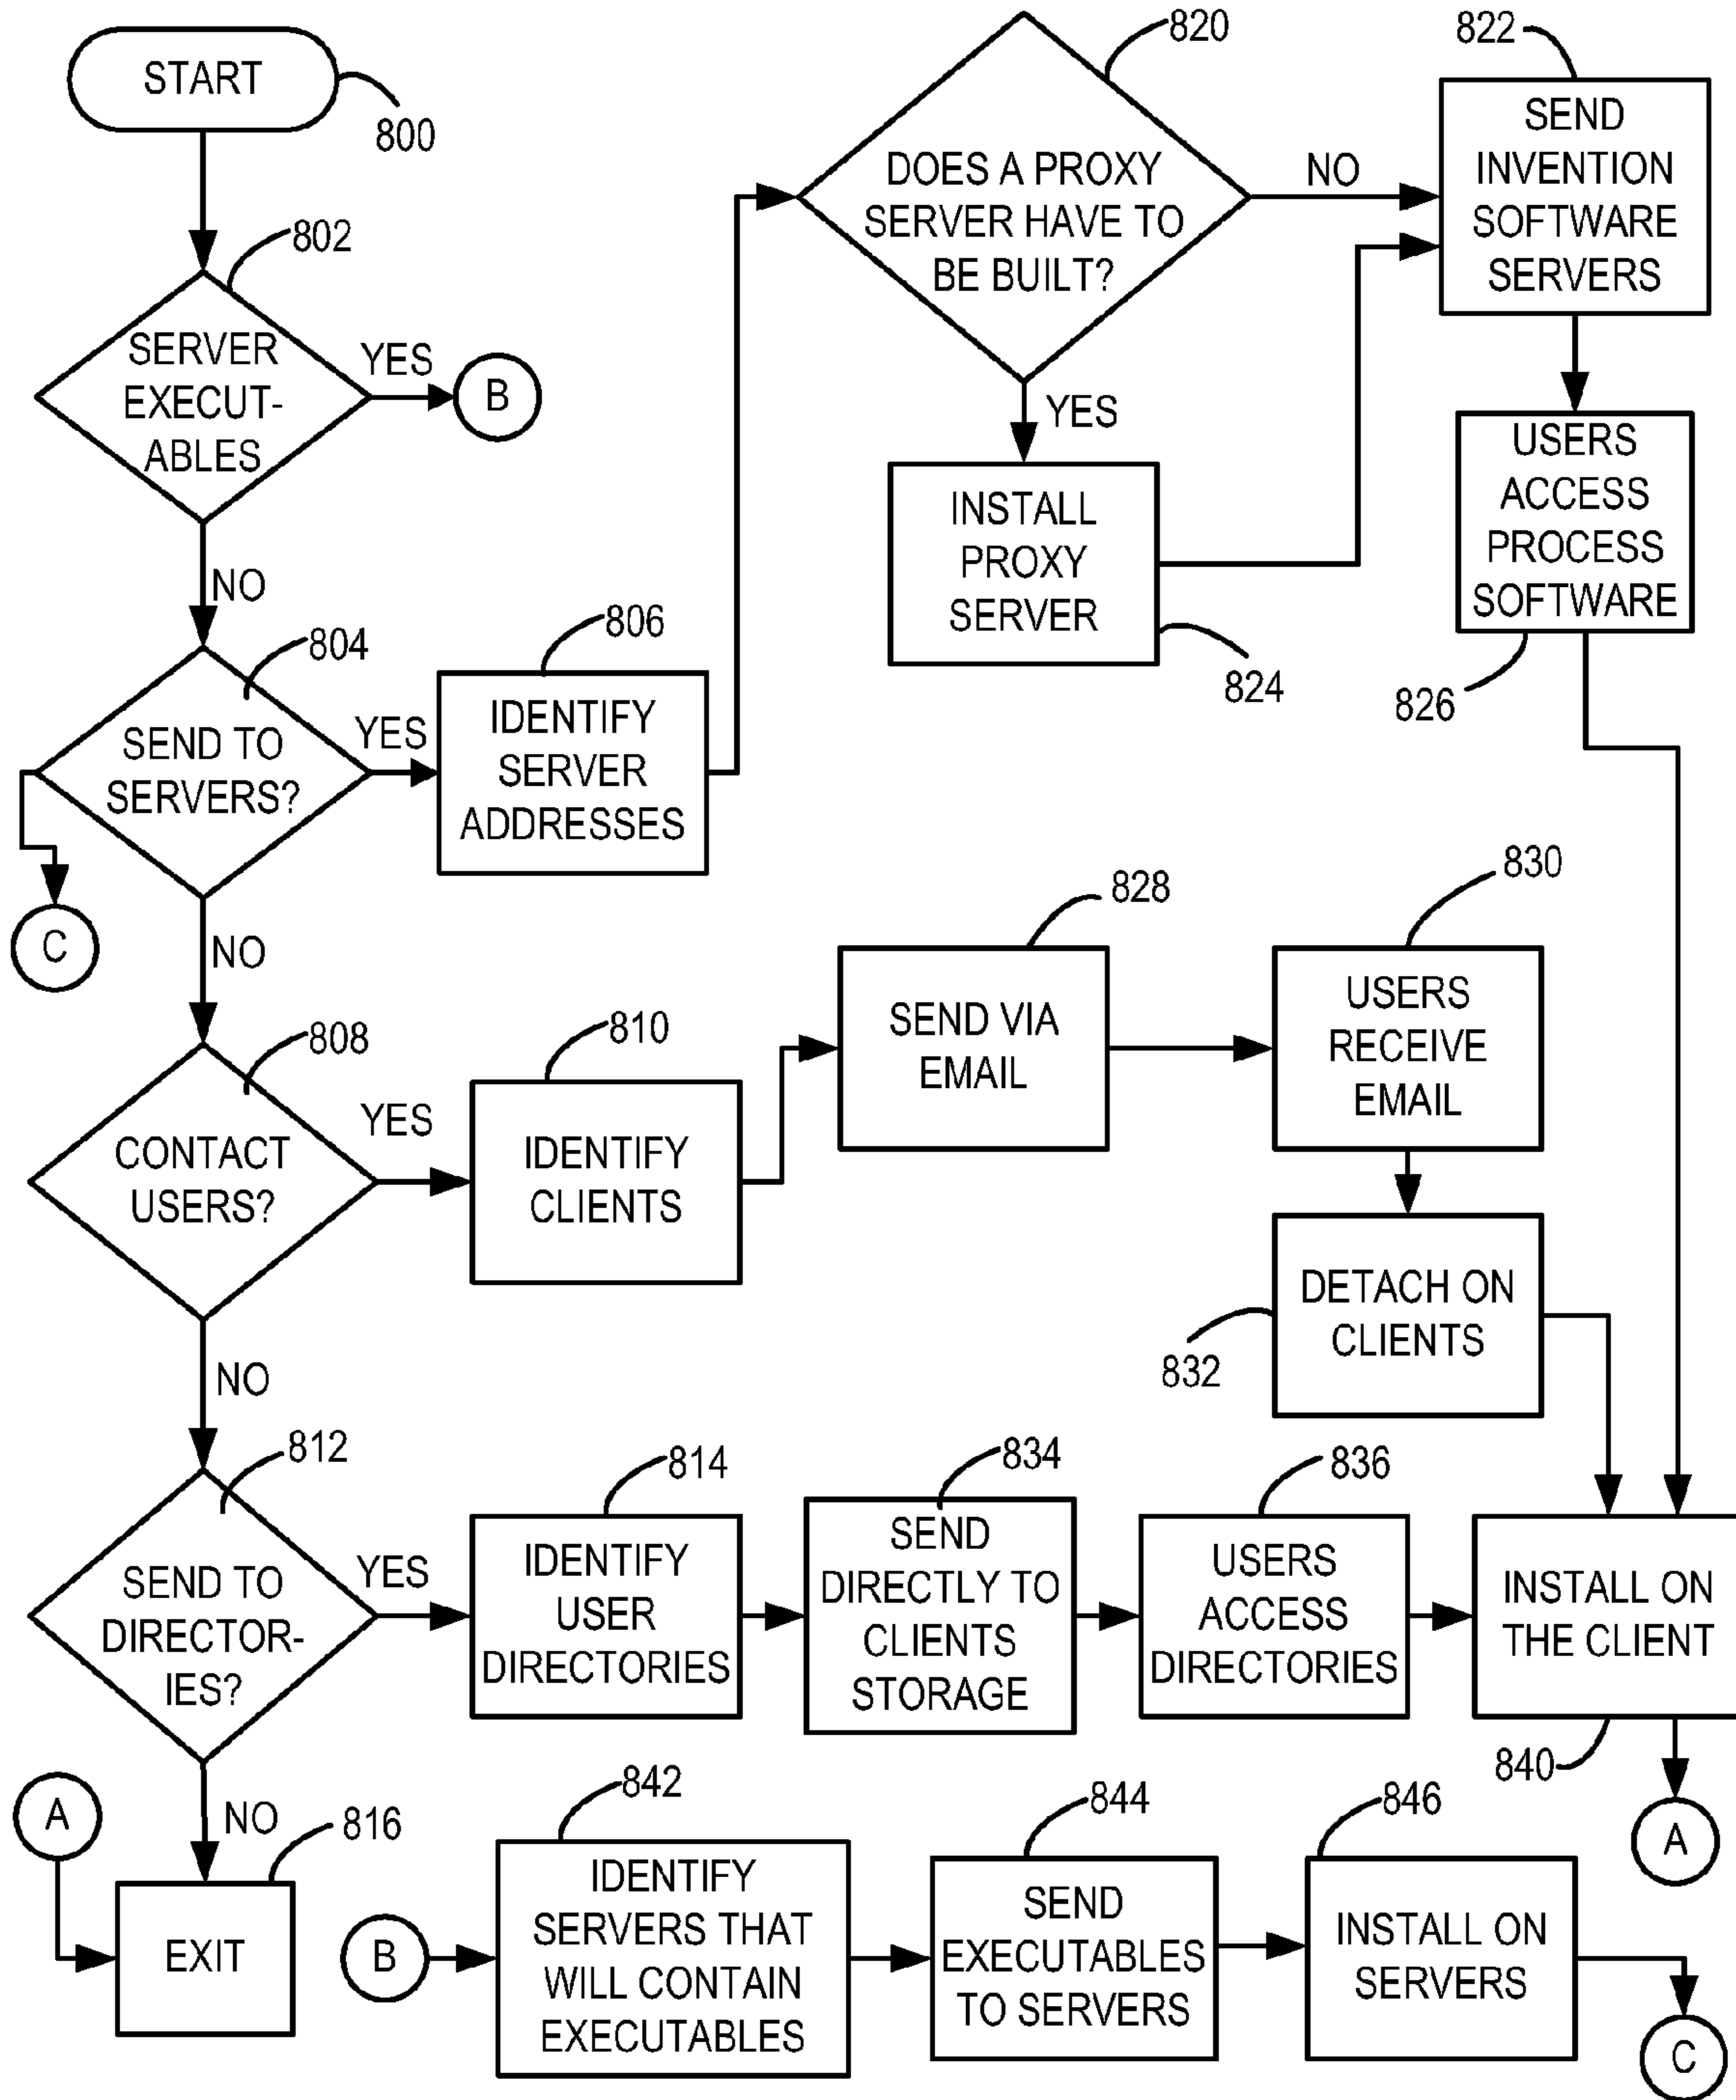 START
800
820
822
DOES A PROXY
SERVER HAVE TO
BE BUILT?
NO
SEND
INVENTION
SOFTWARE
SERVERS
802
SERVER
EXECUT-
ABLES
YES
B
YES
INSTALL
PROXY
SERVER
824
USERS
ACCESS
PROCESS
SOFTWARE
826
NO
804
SEND TO
SERVERS?
YES
806
IDENTIFY
SERVER
ADDRESSES
C
NO
808
CONTACT
USERS?
YES
810
IDENTIFY
CLIENTS
828
SEND VIA
EMAIL
830
USERS
RECEIVE
EMAIL
DETACH ON
CLIENTS
832
NO
812
SEND TO
DIRECTOR-
IES?
YES
814
IDENTIFY
USER
DIRECTORIES
834
SEND
DIRECTLY TO
CLIENTS
STORAGE
836
USERS
ACCESS
DIRECTORIES
INSTALL ON
THE CLIENT
840
A
A
NO
816
EXIT
B
842
IDENTIFY
SERVERS THAT
WILL CONTAIN
EXECUTABLES
844
SEND
EXECUTABLES
TO SERVERS
846
INSTALL ON
SERVERS
C